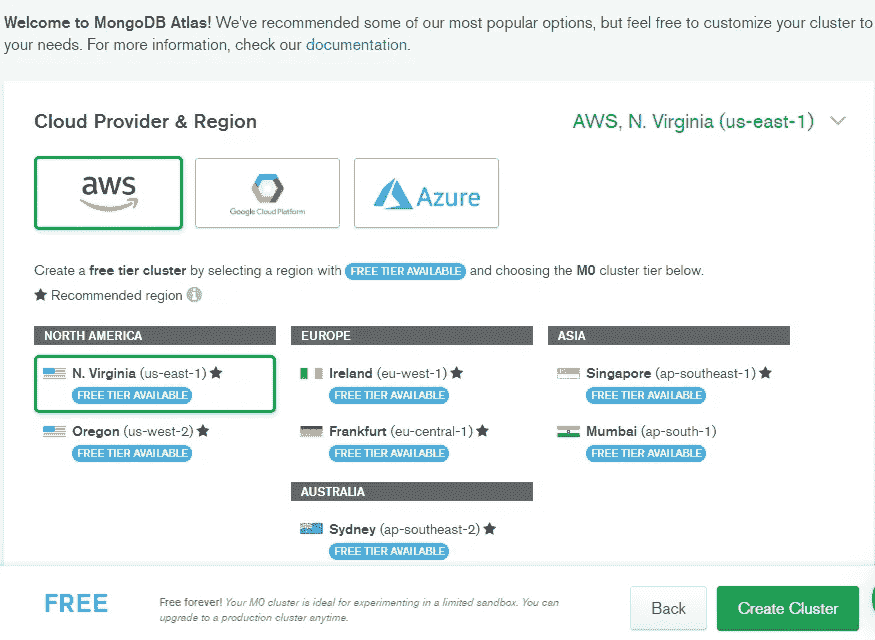 Welcome to MongoDB Atlas! We've recommended some of our most popular options, but feel free to customize your cluster to
your needs. For more information, check our documentation.
Cloud Provider & Region
AWS, N. Virginia (us-east-1)
aws
Google Cloud Platform
Azure
Create a free tier cluster by selecting a region with FREE TIER AVAILABLE and choosing the M0 cluster tier below.
★ Recommended region
NORTH AMERICA
N. Virginia (us-east-1) ★
FREE TIER AVAILABLE
Oregon (us-west-2) ★
FREE TIER AVAILABLE
EUROPE
Ireland (eu-west-1) ★
FREE TIER AVAILABLE
Frankfurt (eu-central-1) ★
FREE TIER AVAILABLE
AUSTRALIA
Sydney (ap-southeast-2) ★
FREE TIER AVAILABLE
ASIA
Singapore (ap-southeast-1) ★
FREE TIER AVAILABLE
Mumbai (ap-south-1)
FREE TIER AVAILABLE
FREE
Free forever! Your M0 cluster is ideal for experimenting in a limited sandbox. You can
upgrade to a production cluster anytime.
Back
Create Cluster